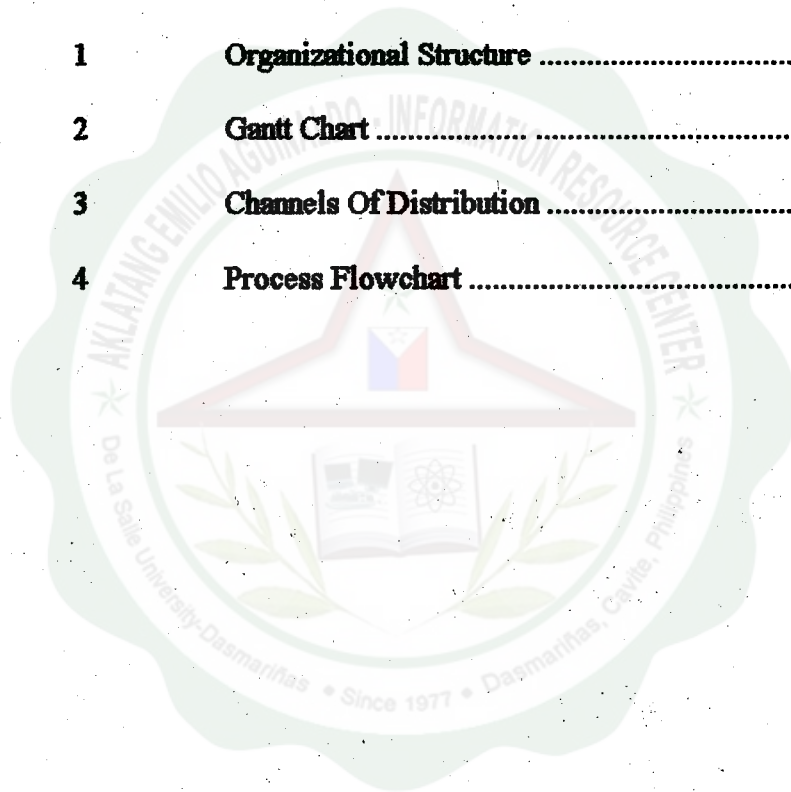 1 Organizational Structure ................................
2 Gantt Chart ................... ................................
3 Channels Of Distribution ...............................
4 Process Flowchart ..........................................
AKLATANG EMILIO AGUINALDO - INFORMATION RESOURCE CENTER
De La Salle University-Dasmariñas • Since 1977 • Dasmariñas, Cavite, Philippines